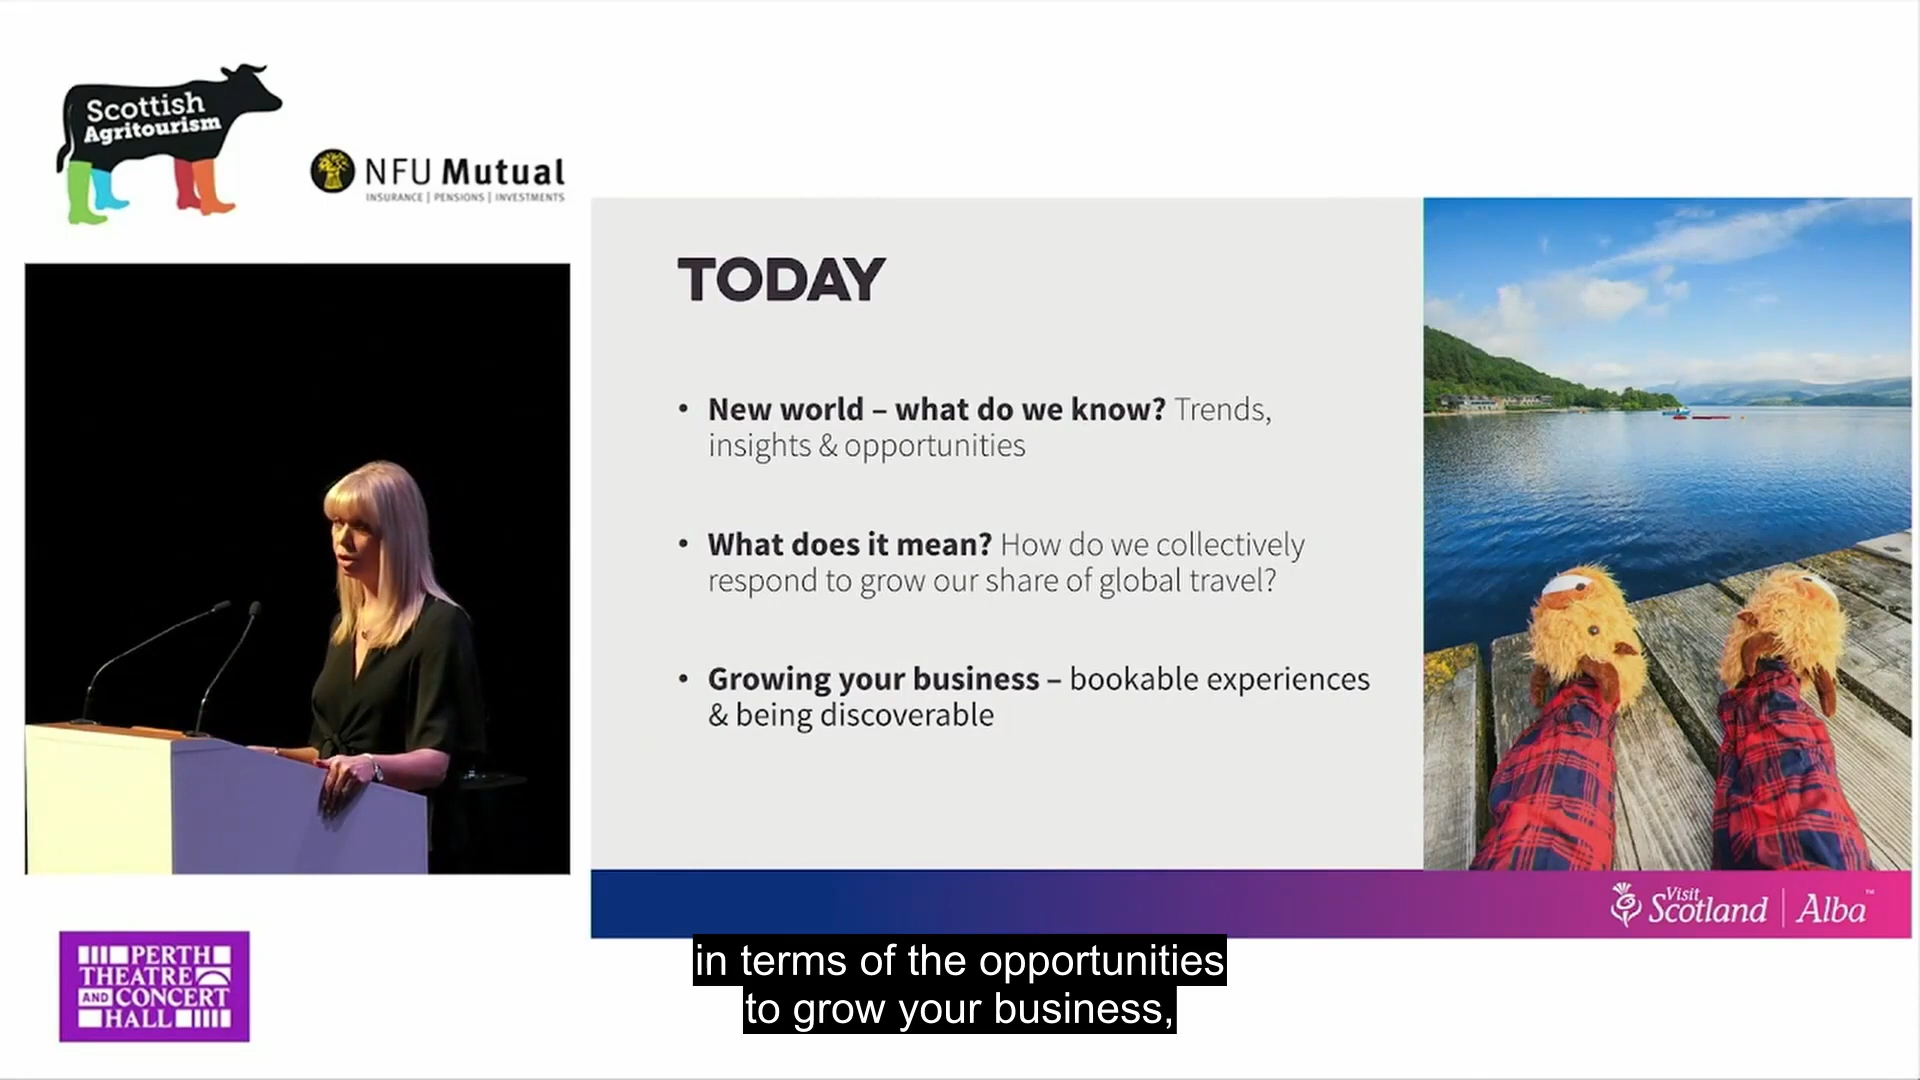 Scottish
Agritourism
NFU Mutual
INSURANCE | PENSIONS | INVESTMENTS
TODAY
• New world – what do we know? Trends,
insights & opportunities
• What does it mean? How do we collectively
respond to grow our share of global travel?
• Growing your business – bookable experiences
& being discoverable
Visit
Scotland | Alba™
PERTH
THEATRE
AND CONCERT
HALL
in terms of the opportunities
to grow your business,